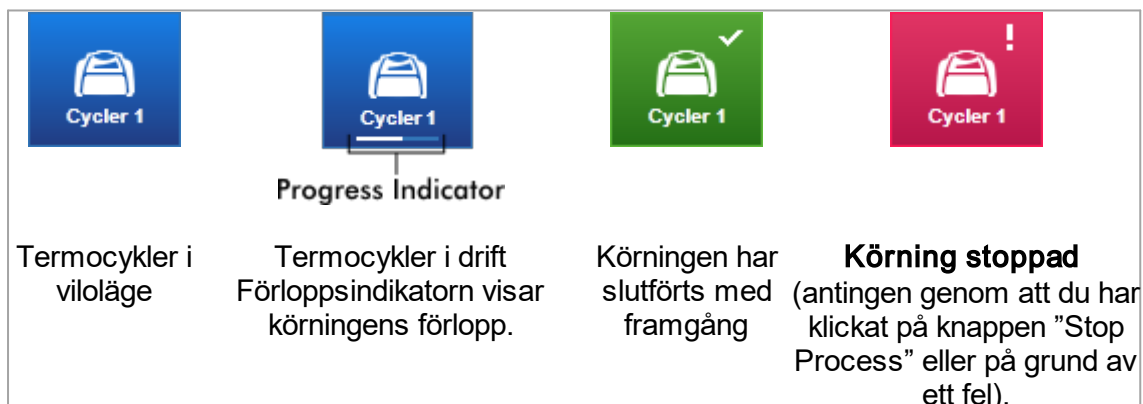 Cycler 1
Cycler 1
Cycler 1
Cycler 1
Progress Indicator
Termocykler i
viloläge
Termocykler i drift
Förloppsindikatorn visar
körningens förlopp.
Körningen har
slutförts med
framgång
Körning stoppad
(antingen genom att du har
klickat på knappen ”Stop
Process” eller på grund av
ett fel).